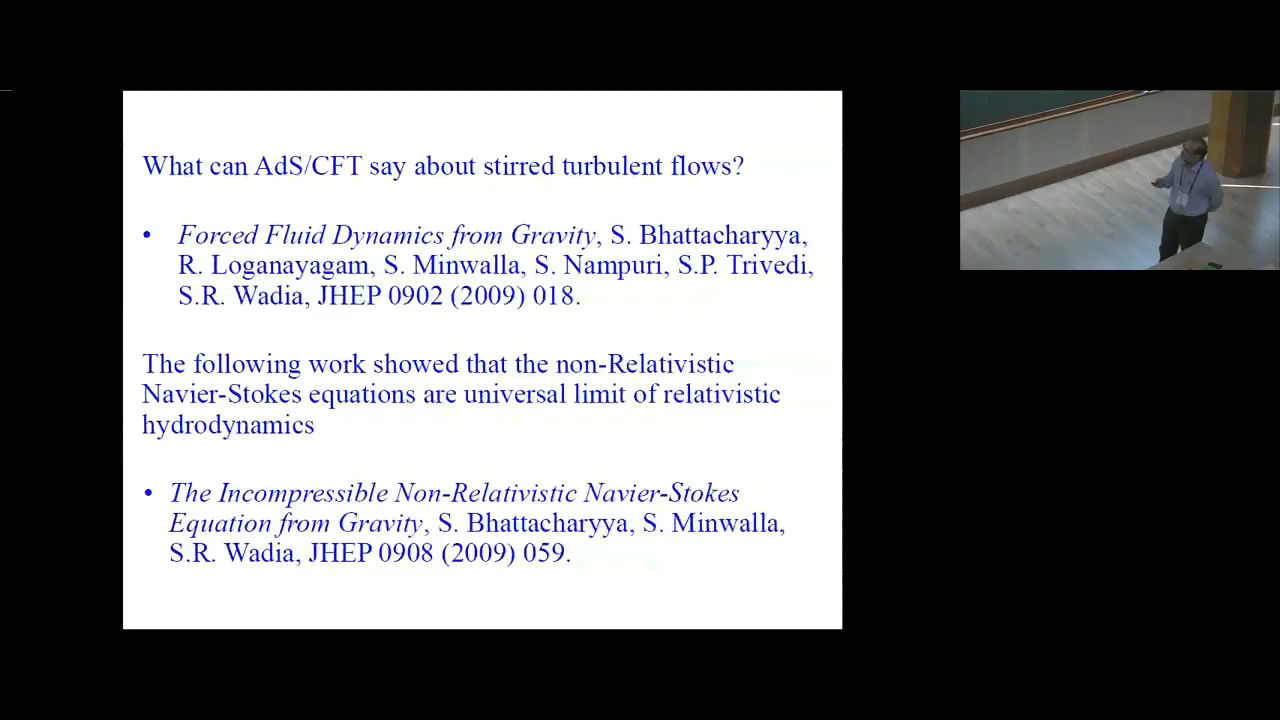 What can AdS/CFT say about stirred turbulent flows?
• Forced Fluid Dynamics from Gravity, S. Bhattacharyya,
R. Loganayagam, S. Minwalla, S. Nampuri, S.P. Trivedi,
S.R. Wadia, JHEP 0902 (2009) 018.
The following work showed that the non-Relativistic
Navier-Stokes equations are universal limit of relativistic
hydrodynamics
• The Incompressible Non-Relativistic Navier-Stokes
Equation from Gravity, S. Bhattacharyya, S. Minwalla,
S.R. Wadia, JHEP 0908 (2009) 059.